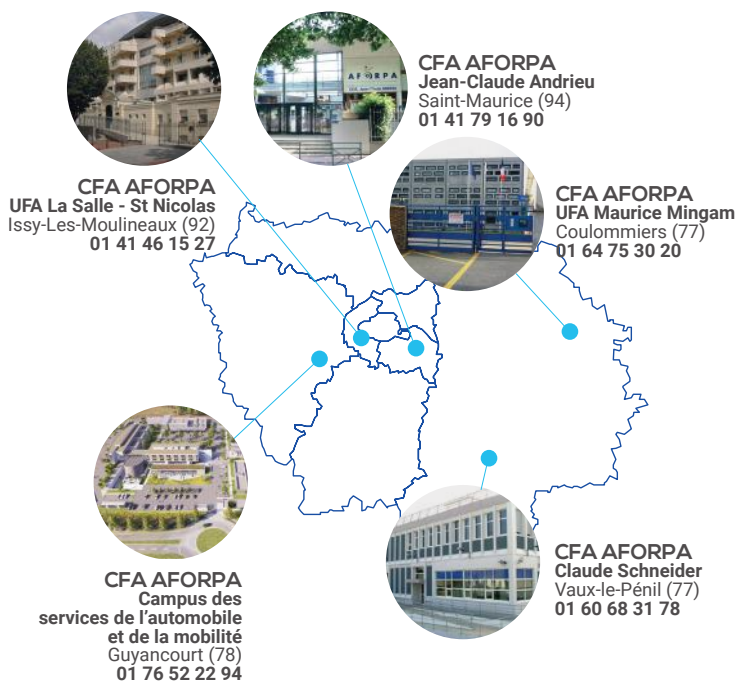 AFORPA
CFA AFORPA
Jean-Claude Andrieu
Saint-Maurice (94)
01 41 79 16 90
CFA AFORPA
UFA La Salle - St Nicolas
Issy-Les-Moulineaux (92)
01 41 46 15 27
CFA AFORPA
UFA Maurice Mingam
Coulommiers (77)
01 64 75 30 20
CFA AFORPA
Campus des
services de l’automobile
et de la mobilité
Guyancourt (78)
01 76 52 22 94
CFA AFORPA
Claude Schneider
Vaux-le-Pénil (77)
01 60 68 31 78